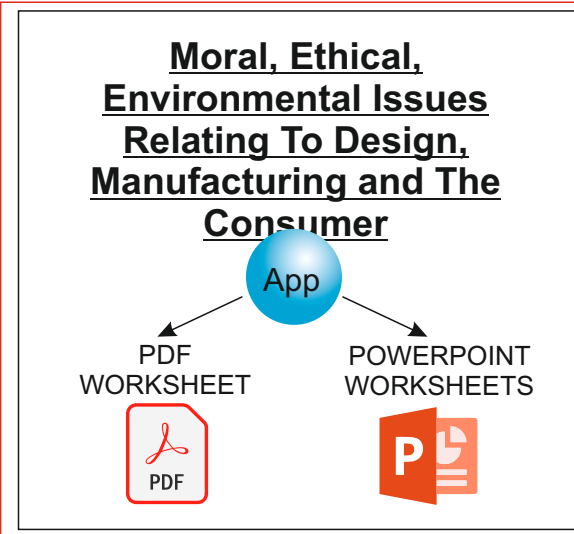 Moral, Ethical,
Environmental Issues
Relating To Design,
Manufacturing and The
Consumer
App
PDF
WORKSHEET
POWERPOINT
WORKSHEETS
PDF
P